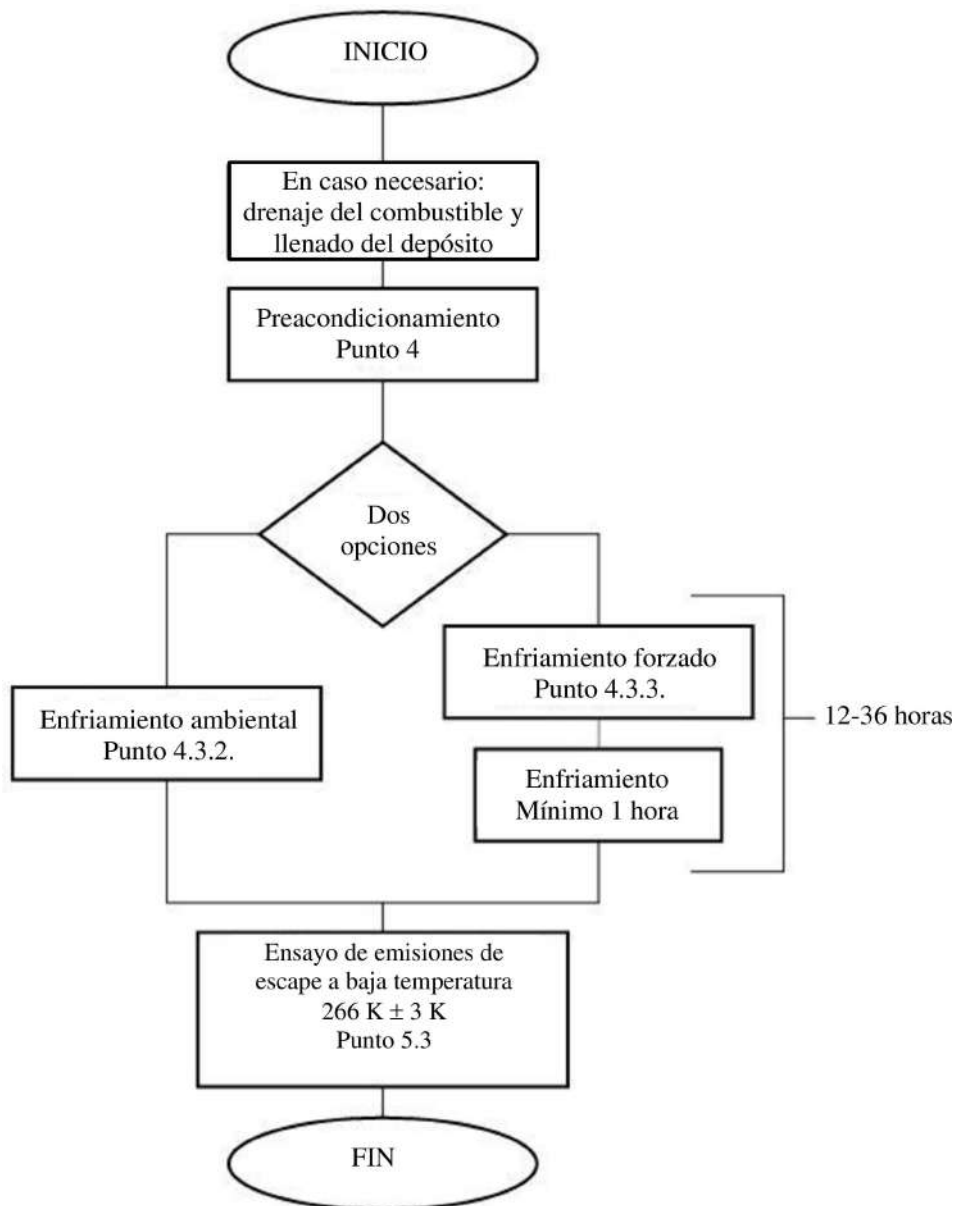 INICIO
En caso necesario:
drenaje del combustible y
llenado del depósito
Preacondicionamiento
Punto 4
Dos
opciones
Enfriamiento forzado
Punto 4.3.3.
12-36 horas
Enfriamiento ambiental
Punto 4.3.2.
Enfriamiento
Mínimo 1 hora
Ensayo de emisiones de
escape a baja temperatura
266 K ± 3 K
Punto 5.3
FIN